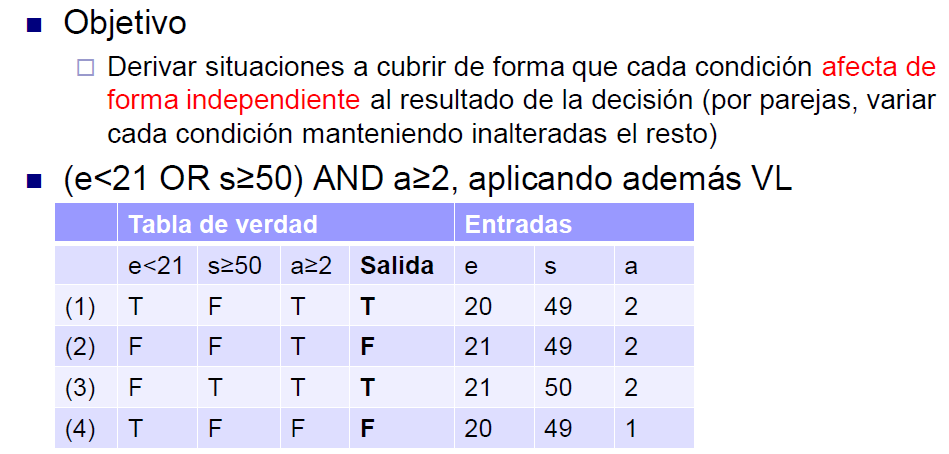 Objetivo
Derivar situaciones a cubrir de forma que cada condición afecta de
forma independiente al resultado de la decisión (por parejas, variar
cada condición manteniendo inalteradas el resto)
(e<21 OR s≥50) AND a≥2, aplicando además VL
Tabla de verdad Entradas
e<21 s≥50 a≥2 Salida e s a
(1) T F T T 20 49 2
(2) F F T F 21 49 2
(3) F T T T 21 50 2
(4) T F F F 20 49 1